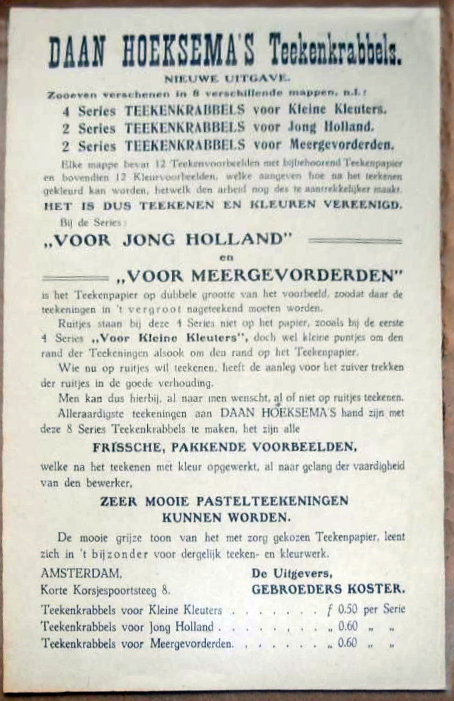 DAAN HOEKSEMA'S Teekenkrabbels.
NIEUWE UITGAVE.
Zooeven verschenen in 8 verschillende mappen, n.l.:
4 Series TEEKENKRABBELS voor Kleine Kleuters.
2 Series TEEKENKRABBELS voor Jong Holland.
2 Series TEEKENKRABBELS voor Meergevorderden.
Elke mappe bevat 12 Teekenvoorbeelden met bijbehoorend Teekenpapier
en bovendien 12 Kleurvoorbeelden, welke aangeven hoe na het teekenen
gekleurd kan worden, hetwelk den arbeid nog des te aantrekkelijker maakt.
HET IS DUS TEEKENEN EN KLEUREN VEREENIGD.
Bij de Series:
„VOOR JONG HOLLAND"
en
„VOOR MEERGEVORDERDEN"
is het Teekenpapier op dubbele grootte van het voorbeeld, zoodat daar de
teekeningen in 't vergroot nageteekend moeten worden.
Ruitjes staan bij deze 4 Series niet op het papier, zooals bij de eerste
4 Series „Voor Kleine Kleuters", doch wel kleine puntjes om den
rand der Teekeningen alsook om den rand op het Teekenpapier.
Wie nu op ruitjes wil teekenen, heeft de aanleg voor het zuiver trekken
der ruitjes in de goede verhouding.
Men kan dus hierbij, al naar men wenscht, al of niet op ruitjes teekenen.
Alleraardigste teekeningen aan DAAN HOEKSEMA'S hand zijn met
deze 8 Series Teekenkrabbels te maken, het zijn alle
FRISSCHE, PAKKENDE VOORBEELDEN,
welke na het teekenen met kleur opgewerkt, al naar gelang der vaardigheid
van den bewerker,
ZEER MOOIE PASTELTEEKENINGEN
KUNNEN WORDEN.
De mooie grijze toon van het met zorg gekozen Teekenpapier, leent
zich in 't bijzonder voor dergelijk teeken- en kleurwerk.
AMSTERDAM, De Uitgevers,
Korte Korsjespoortsteeg 8. GEBROEDERS KOSTER.
Teekenkrabbels voor Kleine Kleuters . . . . . . . ƒ 0.50 per Serie
Teekenkrabbels voor Jong Holland . . . . . . . . „ 0.60 „ „
Teekenkrabbels voor Meergevorderden. . . . . . . „ 0.60 „ „